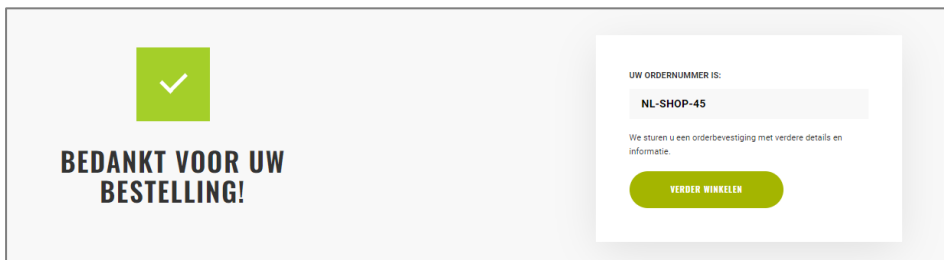 BEDANKT VOOR UW
BESTELLING!
UW ORDERNUMMER IS:
NL-SHOP-45
We sturen u een orderbevestiging met verdere details en
informatie.
VERDER WINKELEN